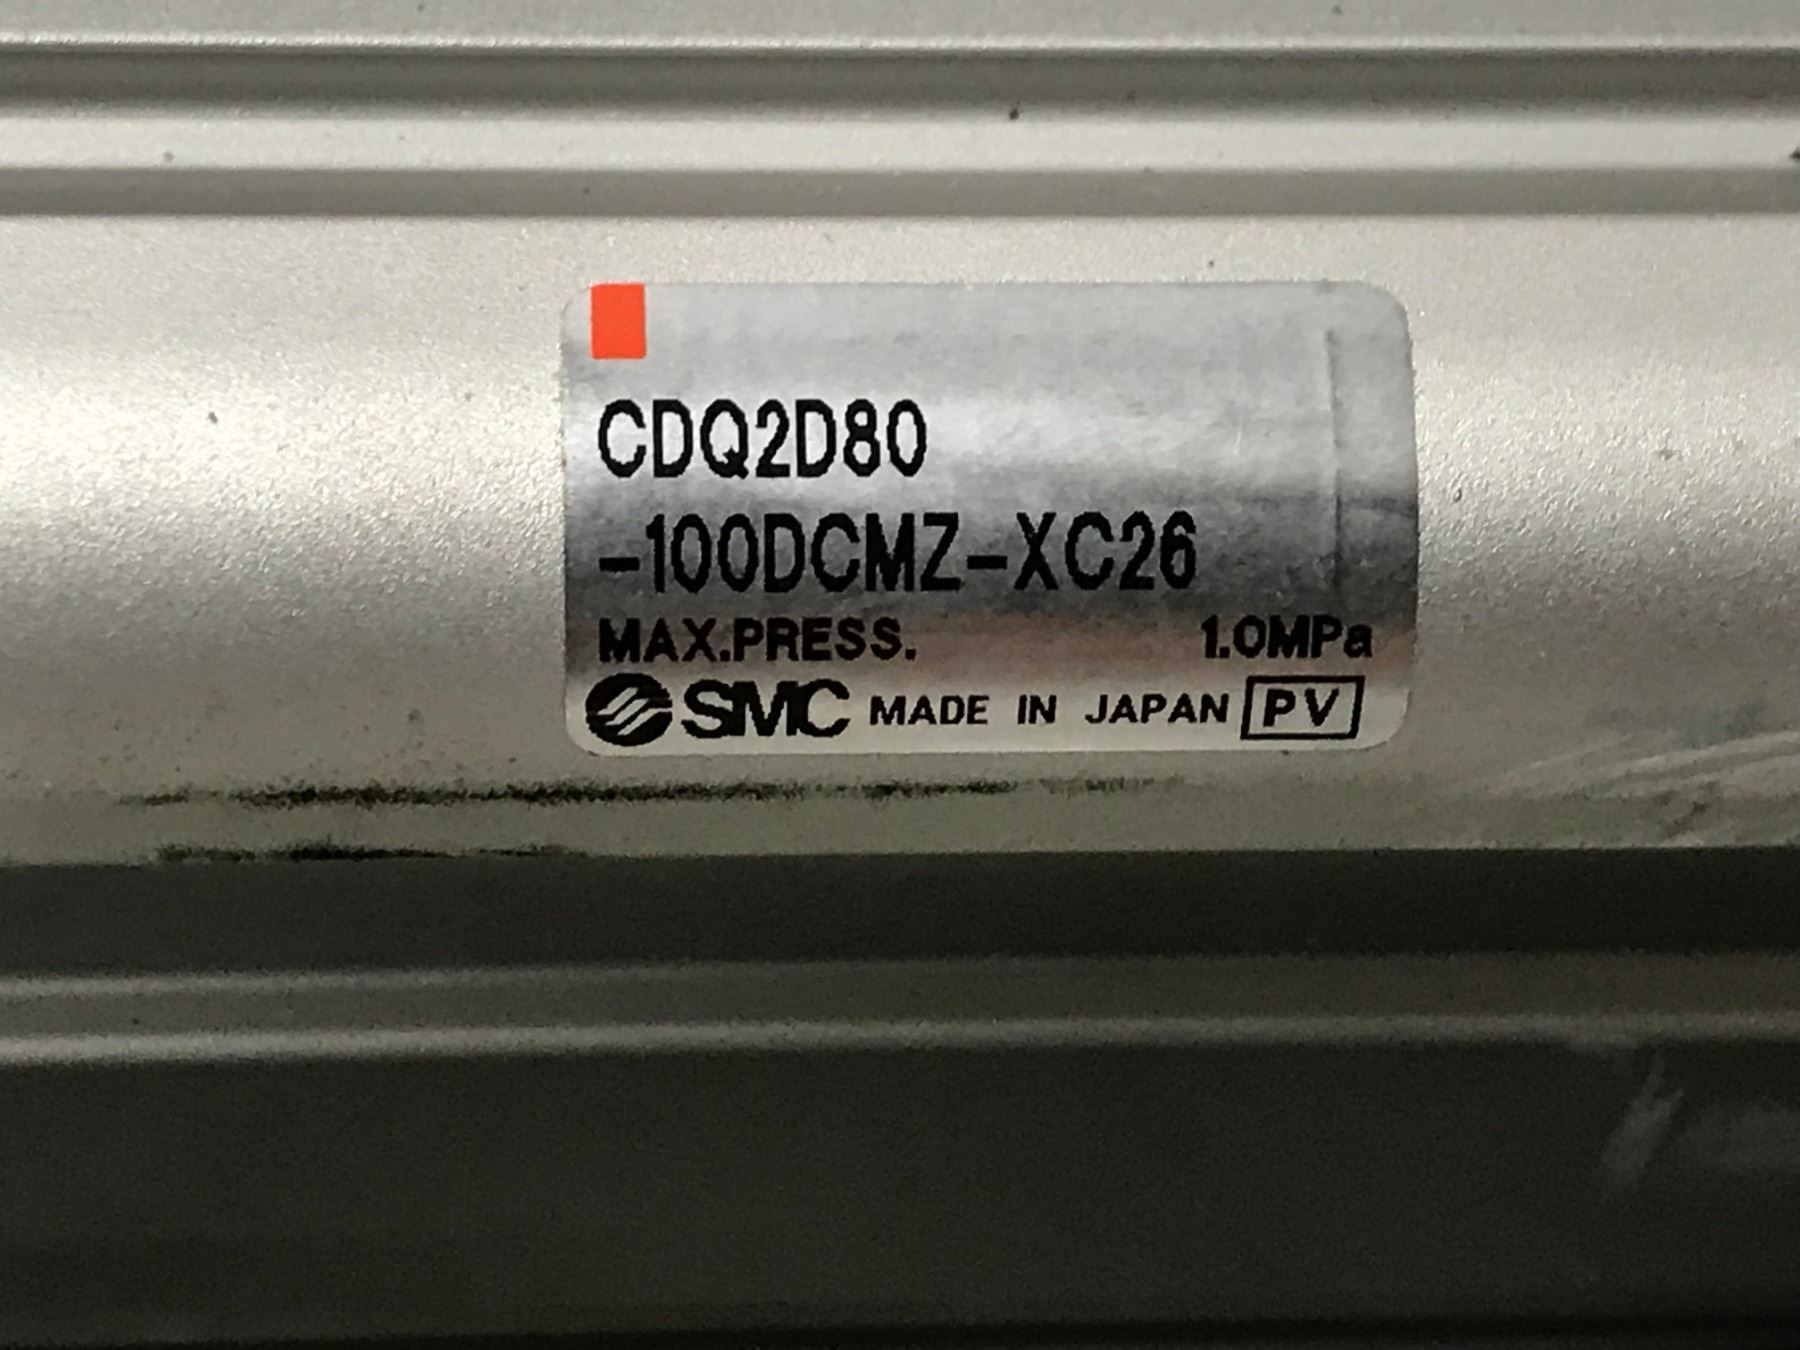 CDQ2D80
-100DCMZ-XC26
MAX.PRESS. 1.0MPa
SMC MADE IN JAPAN PV